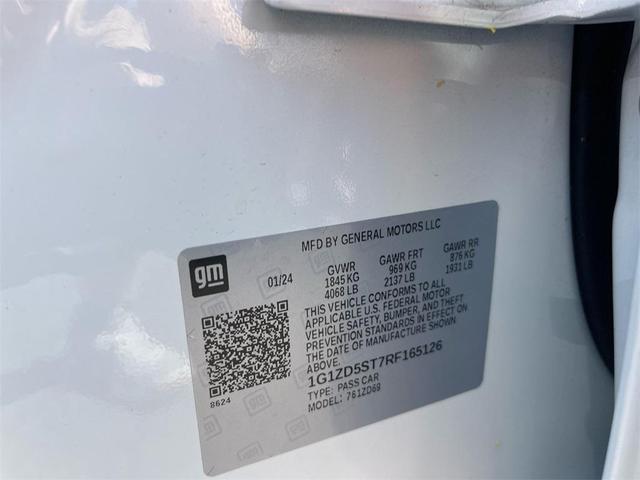 MFD BY GENERAL MOTORS LLC
gm
01/24
GVWR GAWR FRT GAWR RR
1845 KG 969 KG 876 KG
4068 LB 2137 LB 1931 LB
THIS VEHICLE CONFORMS TO ALL
APPLICABLE U.S. FEDERAL MOTOR
VEHICLE SAFETY, BUMPER, AND THEFT
PREVENTION STANDARDS IN EFFECT ON
THE DATE OF MANUFACTURE SHOWN
ABOVE.
1G1ZD5ST7RF165126
TYPE: PASS CAR
MODEL: 761ZD69
8624